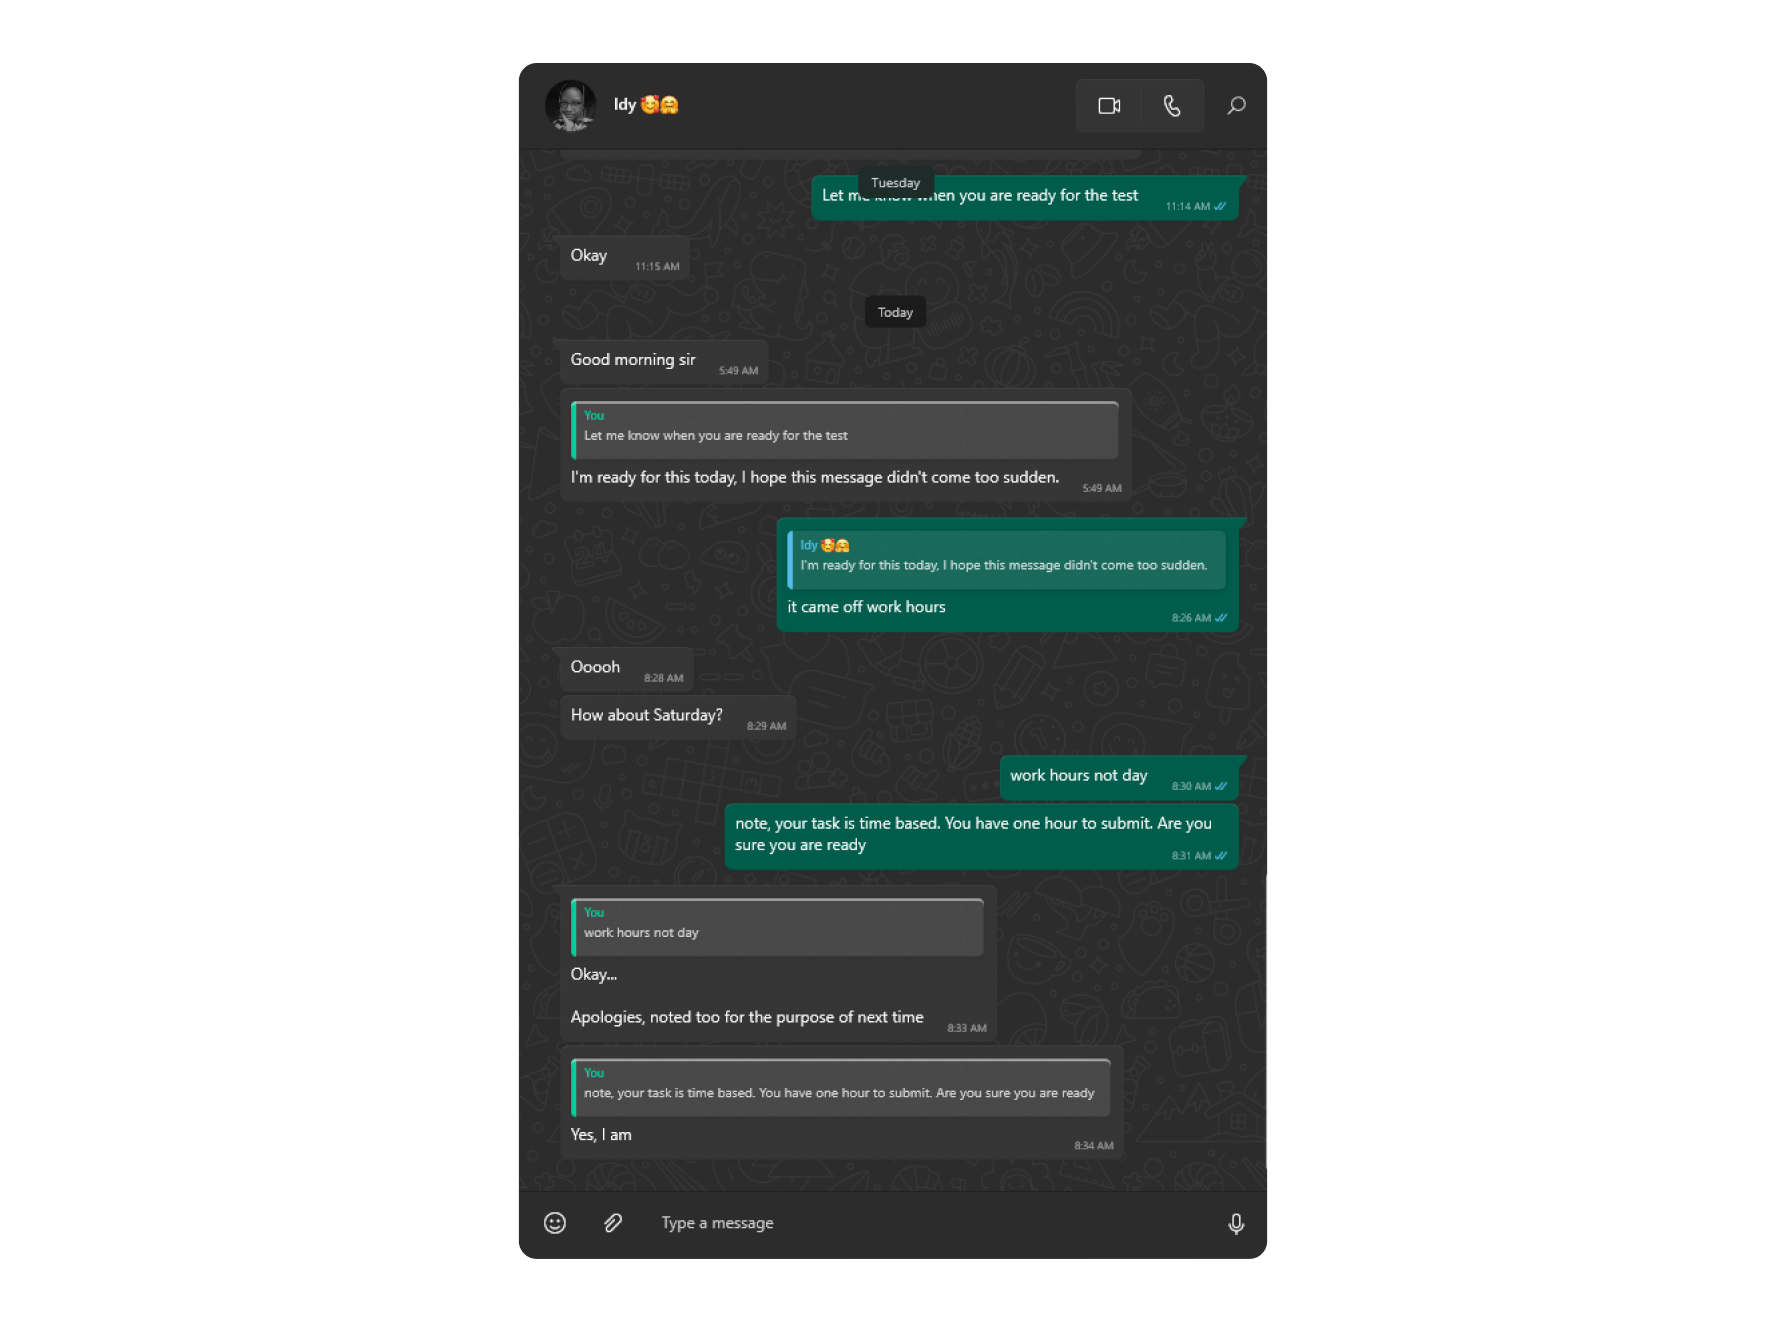 Idy 🥰🤗
Tuesday
Let me know when you are ready for the test
11:14 AM
Okay
11:15 AM
Today
Good morning sir
5:49 AM
You
Let me know when you are ready for the test
I'm ready for this today, I hope this message didn't come too sudden.
5:49 AM
Idy 🥰🤗
I'm ready for this today, I hope this message didn't come too sudden.
it came off work hours
8:26 AM
Ooooh
8:28 AM
How about Saturday?
8:29 AM
work hours not day
8:30 AM
note, your task is time based. You have one hour to submit. Are you
sure you are ready
8:31 AM
You
work hours not day
Okay...
Apologies, noted too for the purpose of next time
8:33 AM
You
note, your task is time based. You have one hour to submit. Are you sure you are ready
Yes, I am
8:34 AM
Type a message